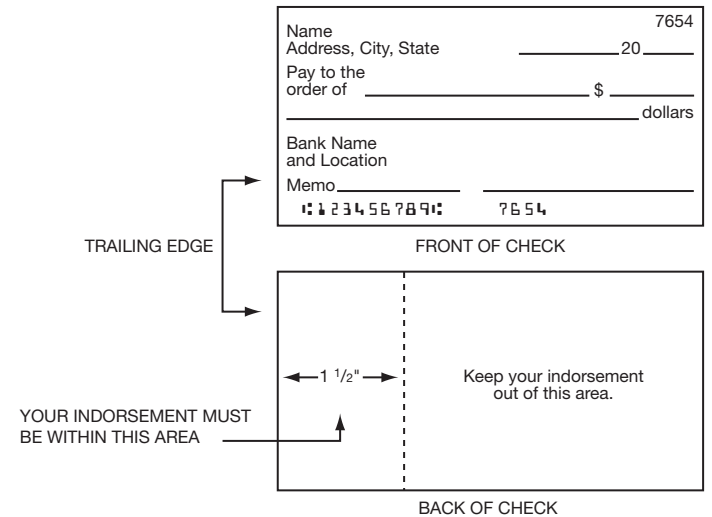 7654
Name
Address, City, State 20
Pay to the
order of $
dollars
Bank Name
and Location
Memo
⑆123456789⑆ 7654
TRAILING EDGE
FRONT OF CHECK
1 1/2"
Keep your indorsement
out of this area.
YOUR INDORSEMENT MUST
BE WITHIN THIS AREA
BACK OF CHECK